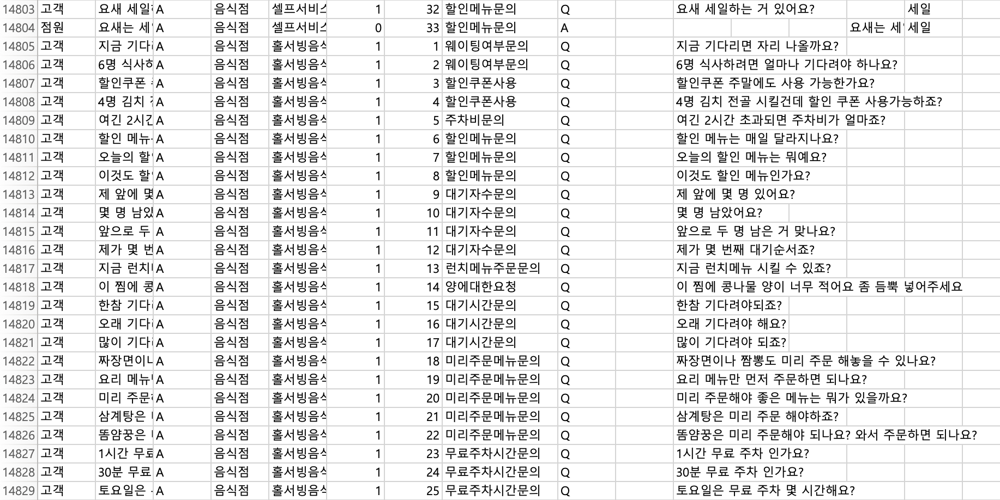 14803 고객 요새 세일 A 음식점 셀프서비스 1 32 할인메뉴문의 Q 요새 세일하는 거 있어요? 세일
14804 점원 요새는 세 A 음식점 셀프서비스 0 33 할인메뉴문의 A 요새는 세 세일
14805 고객 지금 기다 A 음식점 홀서빙음식 1 1 웨이팅여부문의 Q 지금 기다리면 자리 나올까요?
14806 고객 6명 식사하 A 음식점 홀서빙음식 1 2 웨이팅여부문의 Q 6명 식사하려면 얼마나 기다려야 하나요?
14807 고객 할인쿠폰 A 음식점 홀서빙음식 1 3 할인쿠폰사용 Q 할인쿠폰 주말에도 사용 가능한가요?
14808 고객 4명 김치 A 음식점 홀서빙음식 1 4 할인쿠폰사용 Q 4명 김치 전골 시킬건데 할인 쿠폰 사용가능하죠?
14809 고객 여긴 2시간 A 음식점 홀서빙음식 1 5 주차비문의 Q 여긴 2시간 초과되면 주차비가 얼마죠?
14810 고객 할인 메뉴 A 음식점 홀서빙음식 1 6 할인메뉴문의 Q 할인 메뉴는 매일 달라지나요?
14811 고객 오늘의 할 A 음식점 홀서빙음식 1 7 할인메뉴문의 Q 오늘의 할인 메뉴는 뭐예요?
14812 고객 이것도 할 A 음식점 홀서빙음식 1 8 할인메뉴문의 Q 이것도 할인 메뉴인가요?
14813 고객 제 앞에 몇 A 음식점 홀서빙음식 1 9 대기자수문의 Q 제 앞에 몇 명 있어요?
14814 고객 몇 명 남았 A 음식점 홀서빙음식 1 10 대기자수문의 Q 몇 명 남았어요?
14815 고객 앞으로 두 A 음식점 홀서빙음식 1 11 대기자수문의 Q 앞으로 두 명 남은 거 맞나요?
14816 고객 제가 몇 번 A 음식점 홀서빙음식 1 12 대기자수문의 Q 제가 몇 번째 대기순서죠?
14817 고객 지금 런치 A 음식점 홀서빙음식 1 13 런치메뉴주문문의 Q 지금 런치메뉴 시킬 수 있죠?
14818 고객 이 찜에 콩 A 음식점 홀서빙음식 1 14 양에대한요청 Q 이 찜에 콩나물 양이 너무 적어요 좀 듬뿍 넣어주세요
14819 고객 한참 기다 A 음식점 홀서빙음식 1 15 대기시간문의 Q 한참 기다려야되죠?
14820 고객 오래 기다 A 음식점 홀서빙음식 1 16 대기시간문의 Q 오래 기다려야 해요?
14821 고객 많이 기다 A 음식점 홀서빙음식 1 17 대기시간문의 Q 많이 기다려야 되죠?
14822 고객 짜장면이나 A 음식점 홀서빙음식 1 18 미리주문메뉴문의 Q 짜장면이나 짬뽕도 미리 주문 해놓을 수 있나요?
14823 고객 요리 메뉴 A 음식점 홀서빙음식 1 19 미리주문메뉴문의 Q 요리 메뉴만 먼저 주문하면 되나요?
14824 고객 미리 주문 A 음식점 홀서빙음식 1 20 미리주문메뉴문의 Q 미리 주문해야 좋은 메뉴는 뭐가 있을까요?
14825 고객 삼계탕은 A 음식점 홀서빙음식 1 21 미리주문메뉴문의 Q 삼계탕은 미리 주문 해야하죠?
14826 고객 똠얌꿍은 A 음식점 홀서빙음식 1 22 미리주문메뉴문의 Q 똠얌꿍은 미리 주문해야 되나요? 와서 주문하면 되나요?
14827 고객 1시간 무료 A 음식점 홀서빙음식 1 23 무료주차시간문의 Q 1시간 무료 주차 인가요?
14828 고객 30분 무료 A 음식점 홀서빙음식 1 24 무료주차시간문의 Q 30분 무료 주차 인가요?
14829 고객 토요일은 A 음식점 홀서빙음식 1 25 무료주차시간문의 Q 토요일은 무료 주차 몇 시간해요?